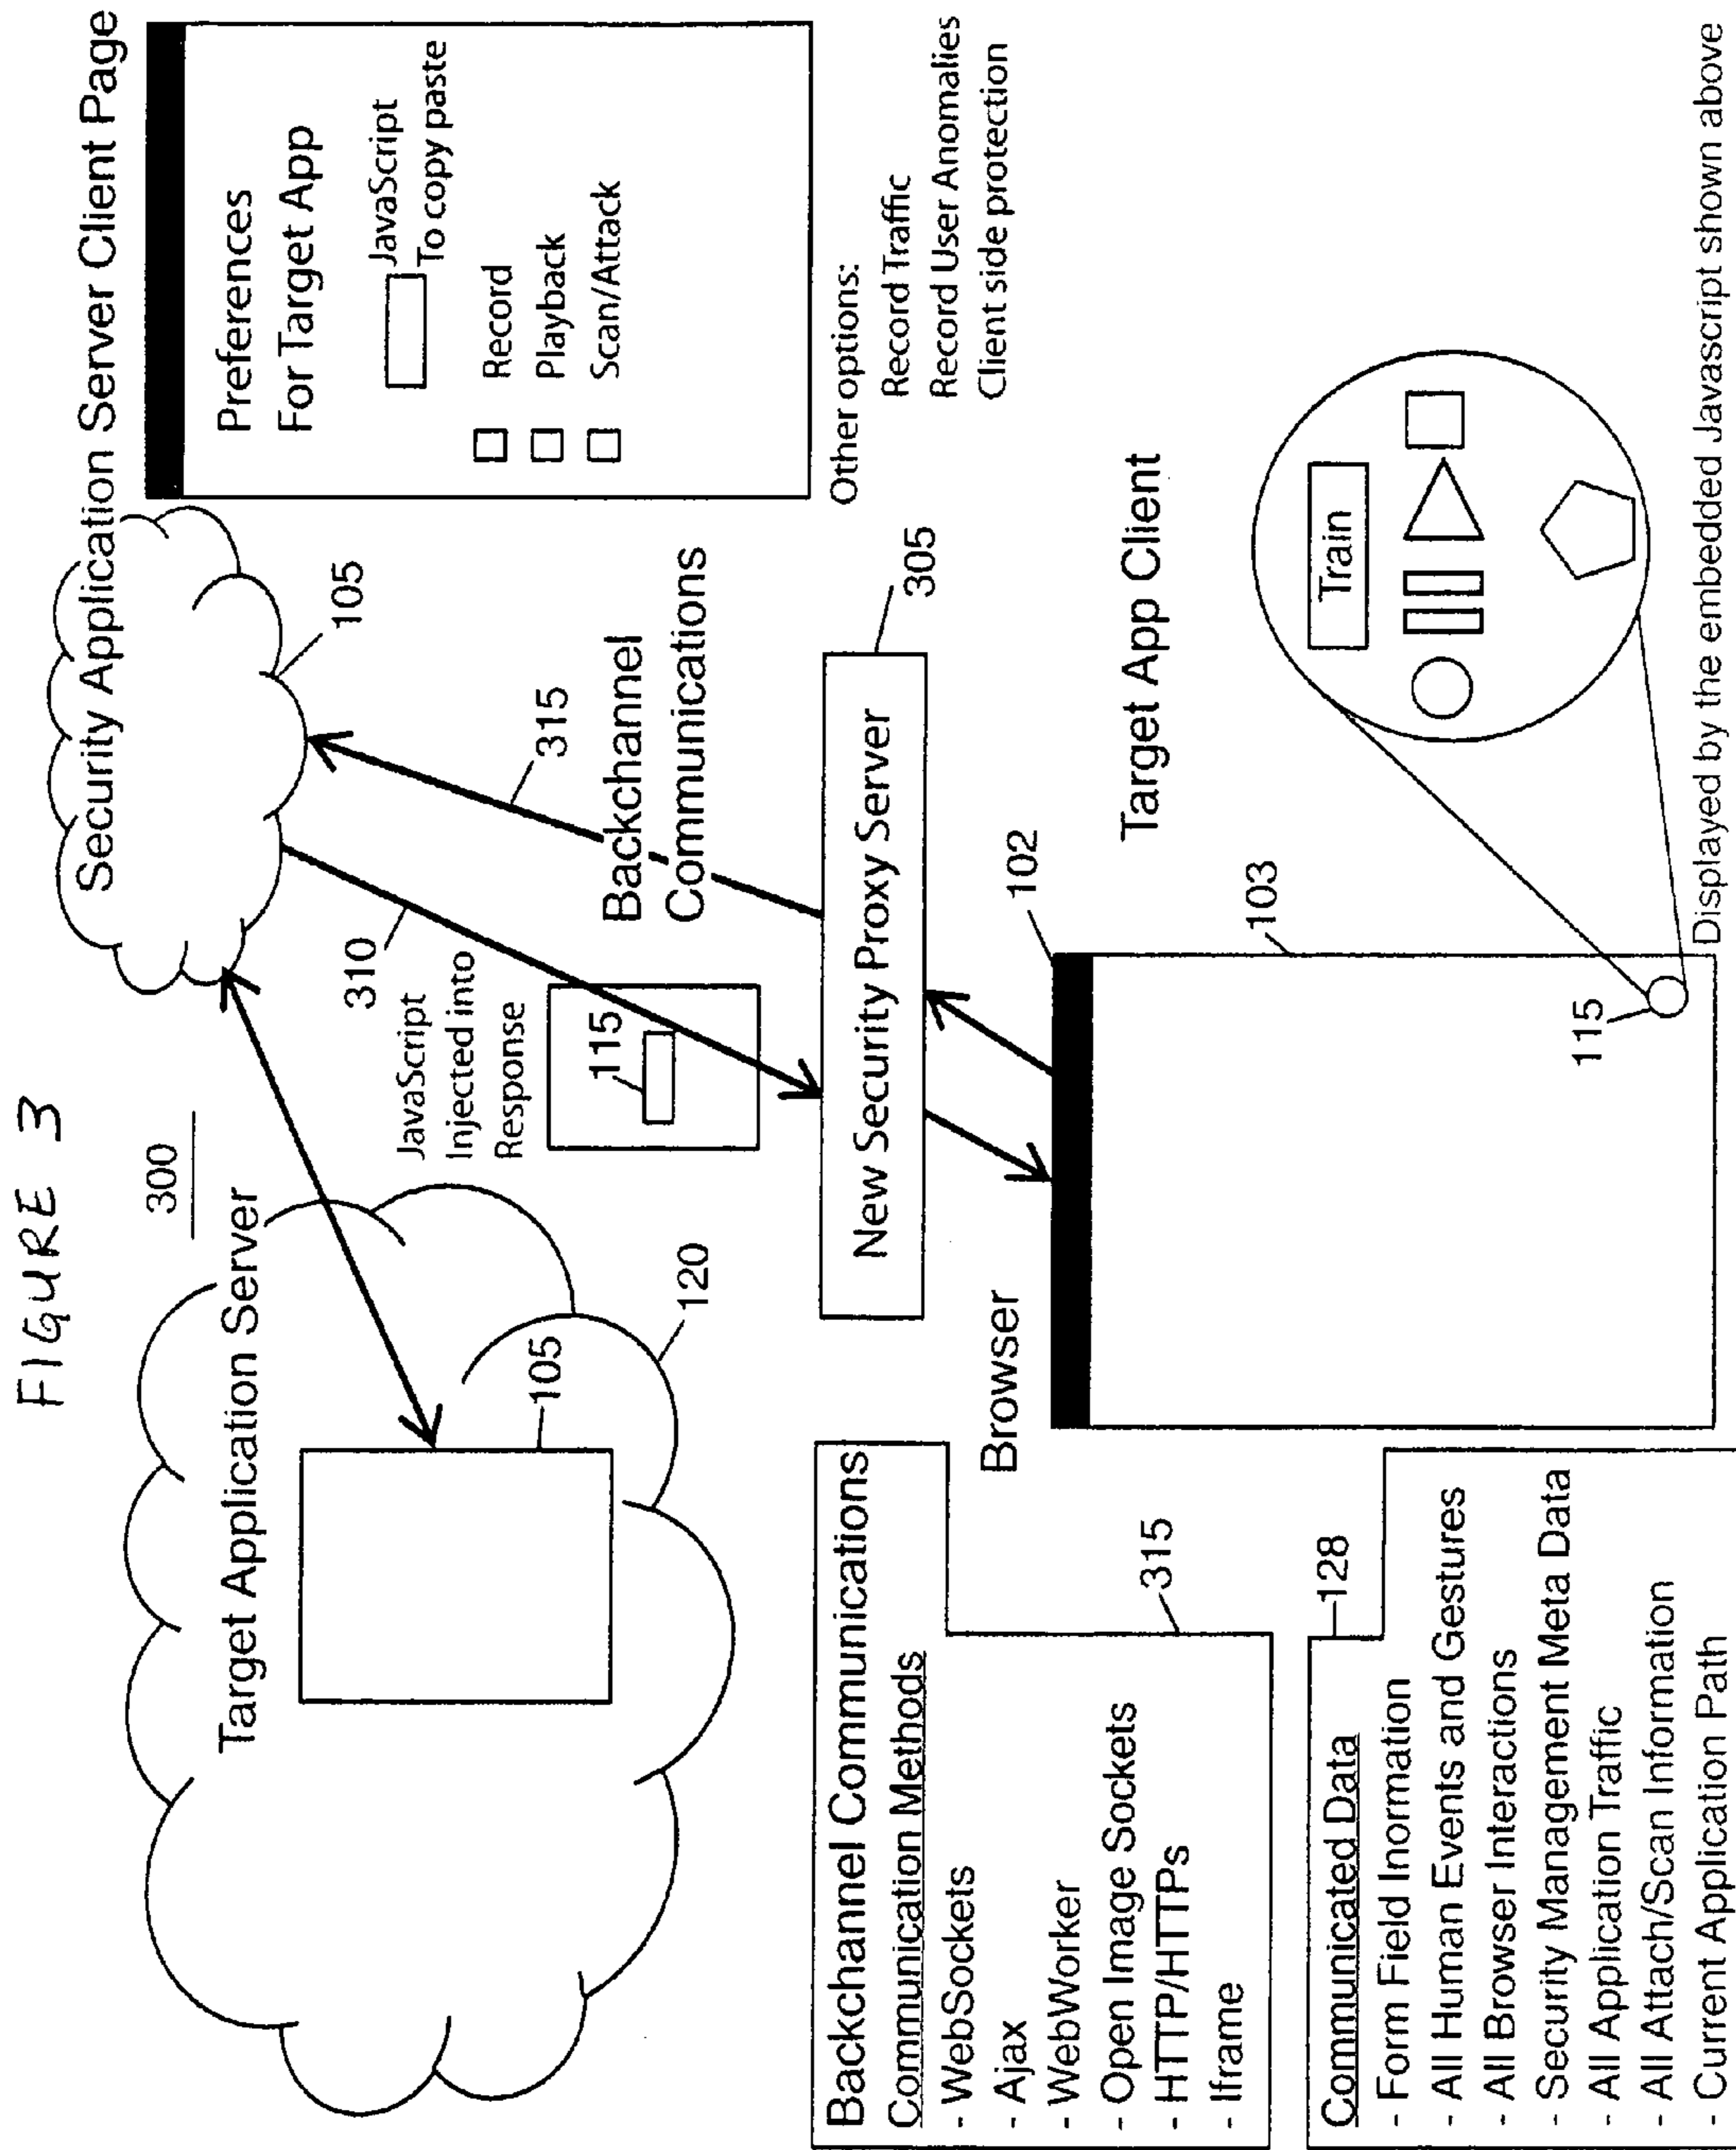 FIGURE 3
300
Target Application Server
105
120
Security Application Server Client Page
105
310
315
JavaScript
Injected into
Response
115
Backchannel
Communications
Preferences
For Target App
JavaScript
To copy paste
Record
Playback
Scan/Attack
Other options:
Record Traffic
Record User Anomalies
Client side protection
New Security Proxy Server
305
Backchannel Communications
Communication Methods
- WebSockets
- Ajax
- WebWorker
- Open Image Sockets
- HTTP/HTTPs
- Iframe
315
Browser
102
103
115
Target App Client
Train
Displayed by the embedded Javascript shown above
128
Communicated Data
- Form Field Inormation
- All Human Events and Gestures
- All Browser Interactions
- Security Management Meta Data
- All Application Traffic
- All Attach/Scan Information
- Current Application Path